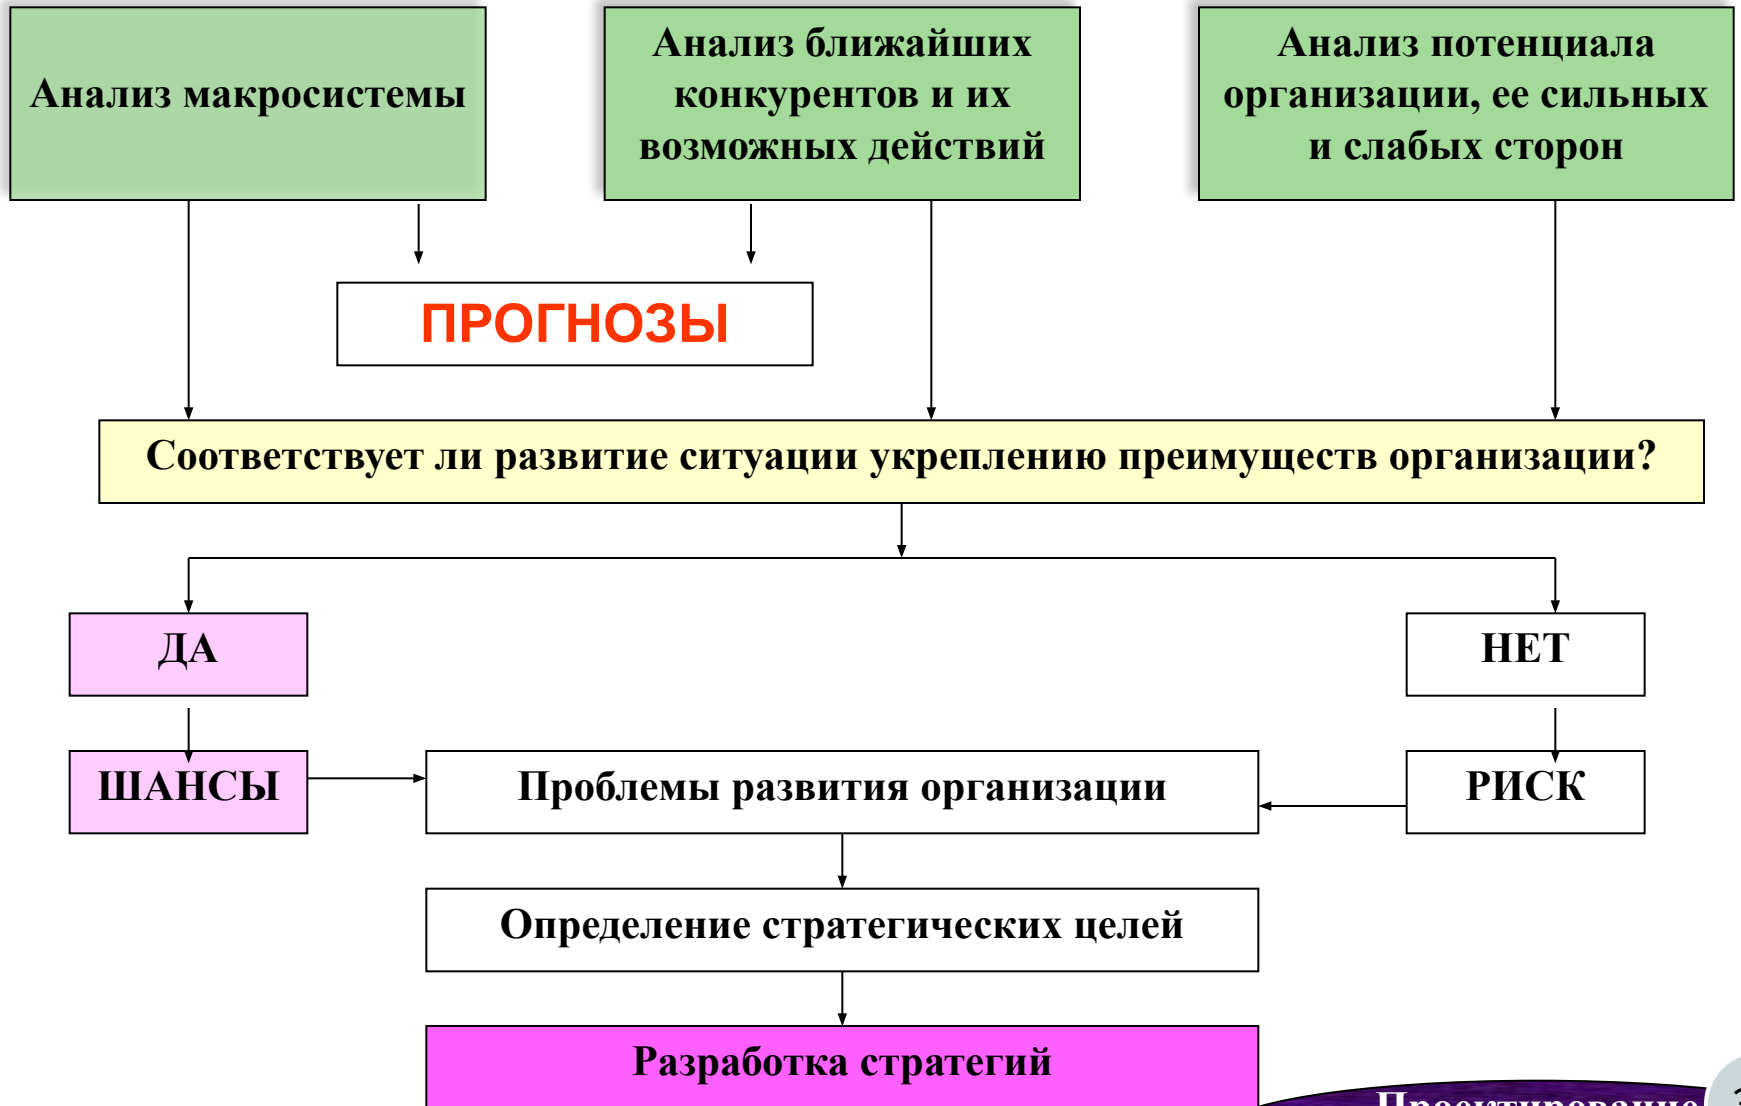 Анализ макросистемы
Анализ ближайших
конкурентов и их
возможных действий
Анализ потенциала
организации, ее сильных
и слабых сторон
ПРОГНОЗЫ
Соответствует ли развитие ситуации укреплению преимуществ организации?
ДА
НЕТ
ШАНСЫ
Проблемы развития организации
РИСК
Определение стратегических целей
Разработка стратегий
Проектирование